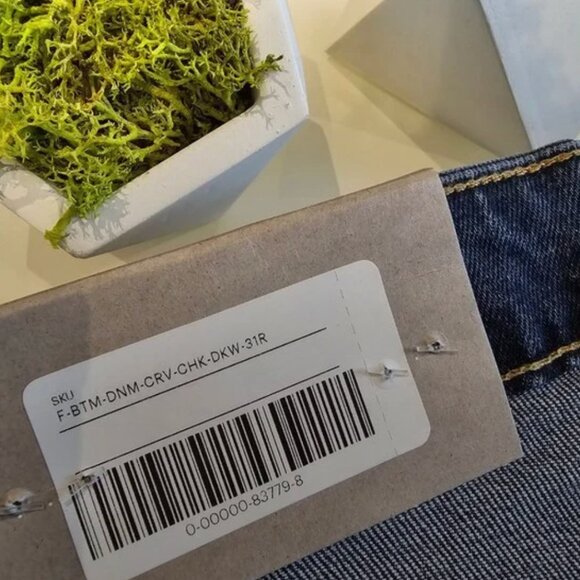 SKU
F-BTM-DNM-CRV-CHK-DKW-31R
0-00000-83779-8